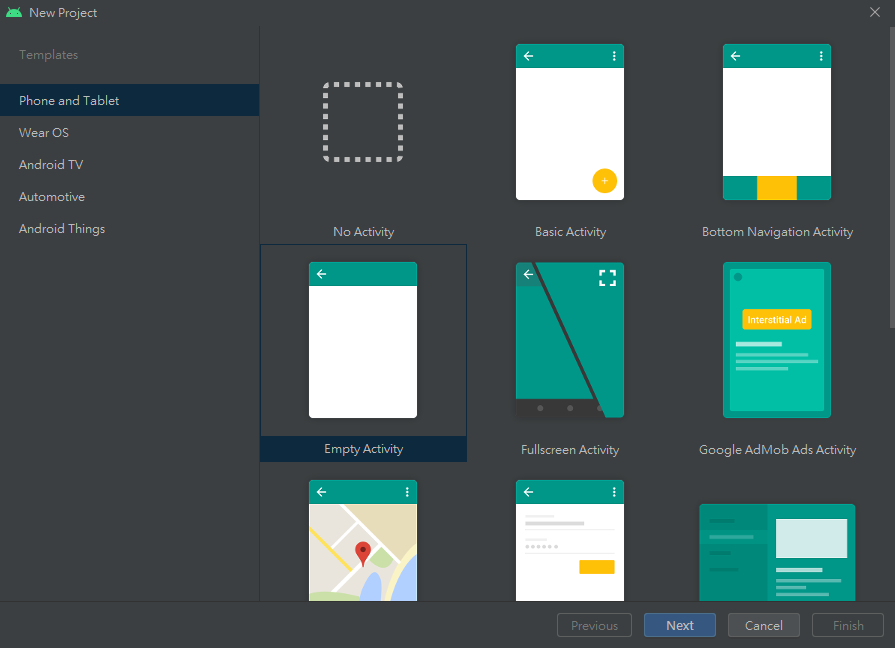 New Project
Templates
Phone and Tablet
Wear OS
Android TV
Automotive
Android Things
No Activity
Basic Activity
Bottom Navigation Activity
Empty Activity
Fullscreen Activity
Interstitial Ad
Google AdMob Ads Activity
Previous
Next
Cancel
Finish